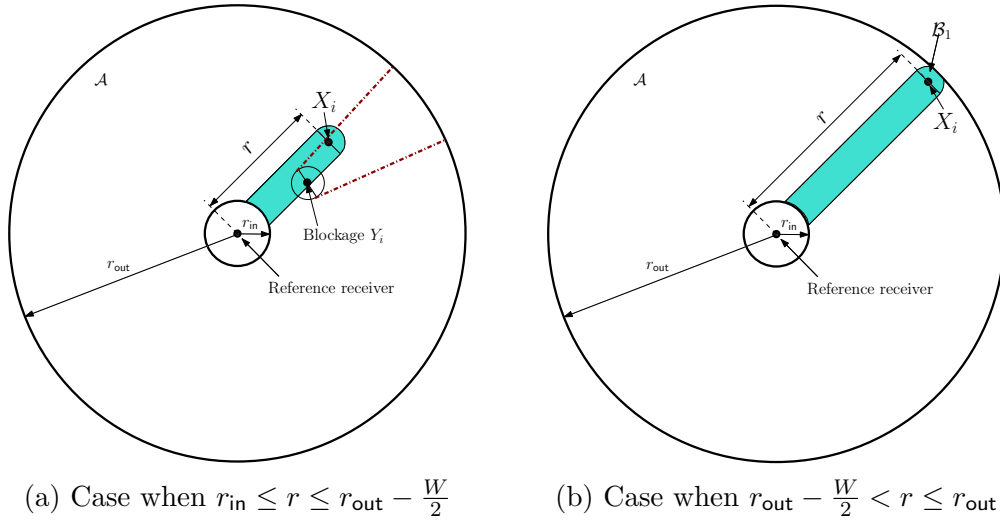 𝒜
X_i
r
r_in
Blockage Y_i
r_out
Reference receiver
(a) Case when r_in ≤ r ≤ r_out − W/2
ℬ_1
𝒜
X_i
r
r_in
r_out
Reference receiver
(b) Case when r_out − W/2 < r ≤ r_out